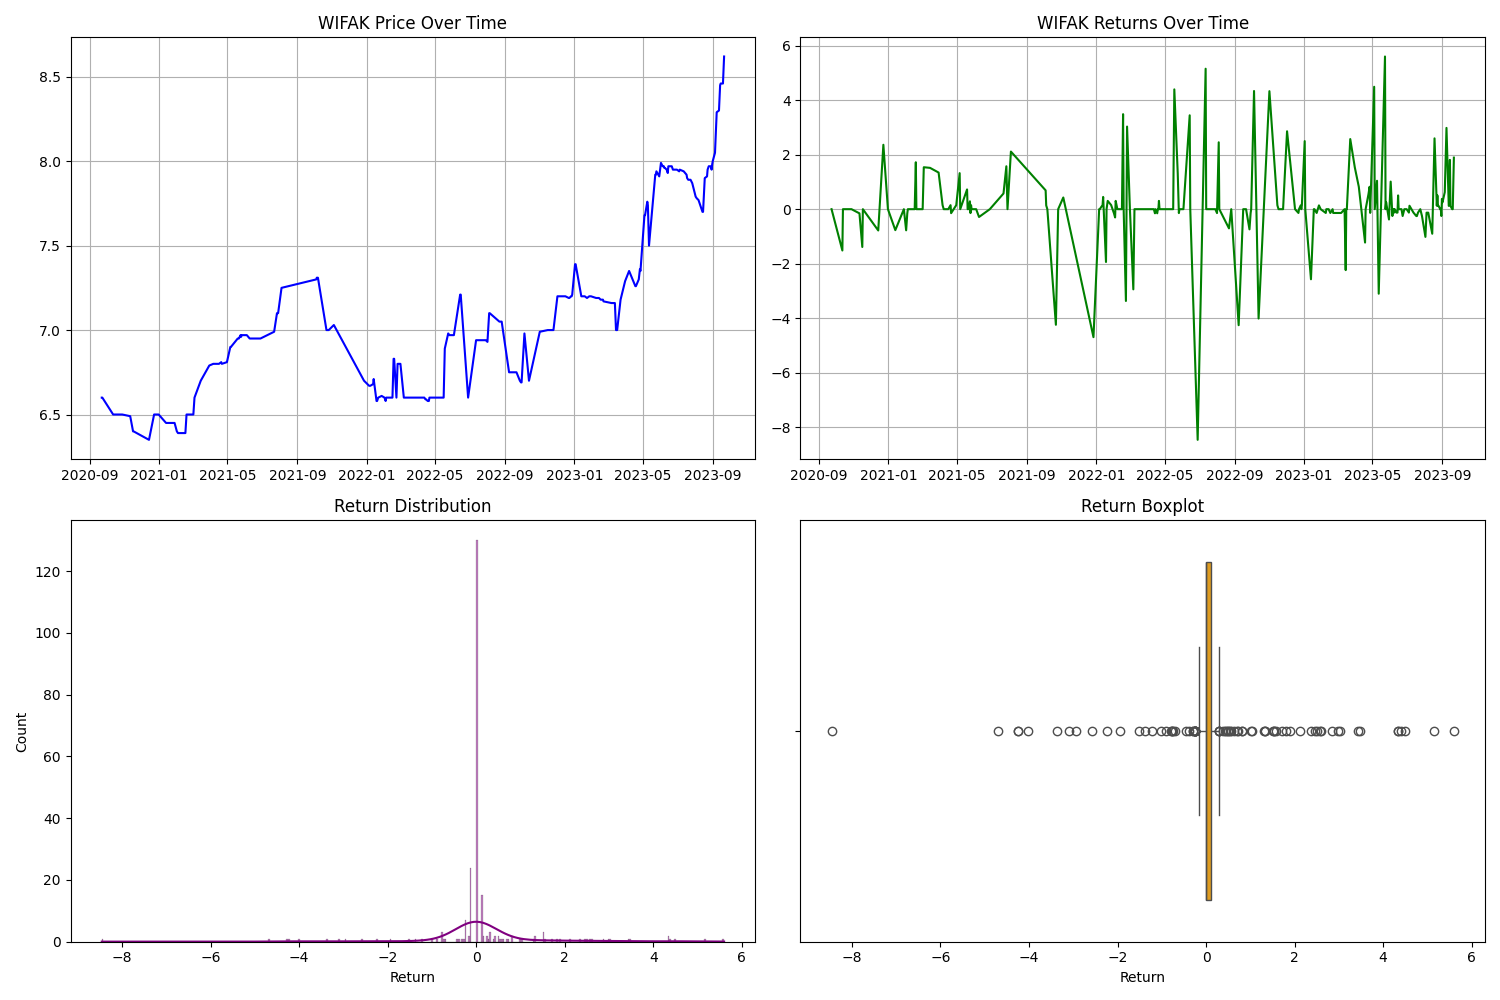 WIFAK Price Over Time
8.5
8.0
7.5
7.0
6.5
2020-09 2021-01 2021-05 2021-09 2022-01 2022-05 2022-09 2023-01 2023-05 2023-09
WIFAK Returns Over Time
6
4
2
0
−2
−4
−6
−8
2020-09 2021-01 2021-05 2021-09 2022-01 2022-05 2022-09 2023-01 2023-05 2023-09
Return Distribution
Count
120
100
80
60
40
20
0
−8 −6 −4 −2 0 2 4 6
Return
Return Boxplot
−8 −6 −4 −2 0 2 4 6
Return